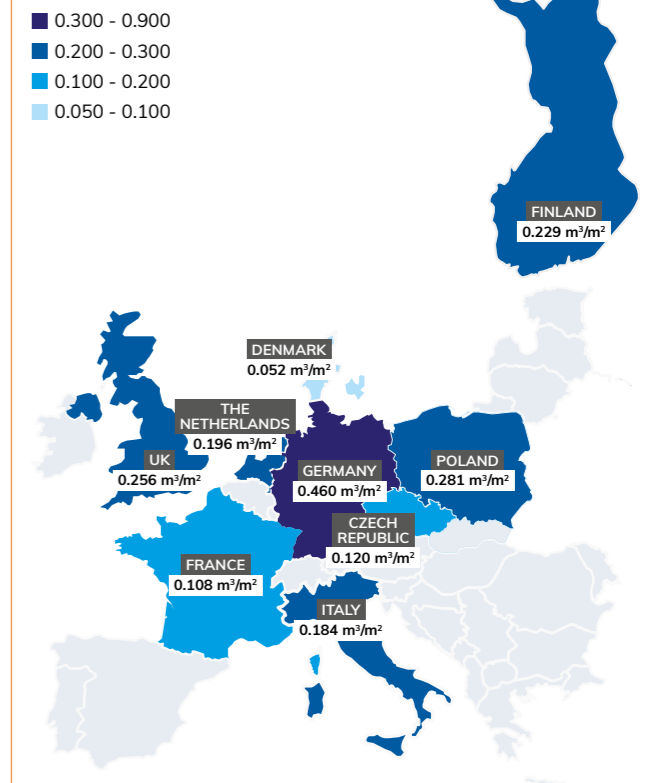 0.300 - 0.900
0.200 - 0.300
0.100 - 0.200
0.050 - 0.100
FINLAND
0.229 m³/m²
DENMARK
0.052 m³/m²
THE
NETHERLANDS
0.196 m³/m²
UK
0.256 m³/m²
GERMANY
0.460 m³/m²
POLAND
0.281 m³/m²
CZECH
REPUBLIC
0.120 m³/m²
FRANCE
0.108 m³/m²
ITALY
0.184 m³/m²